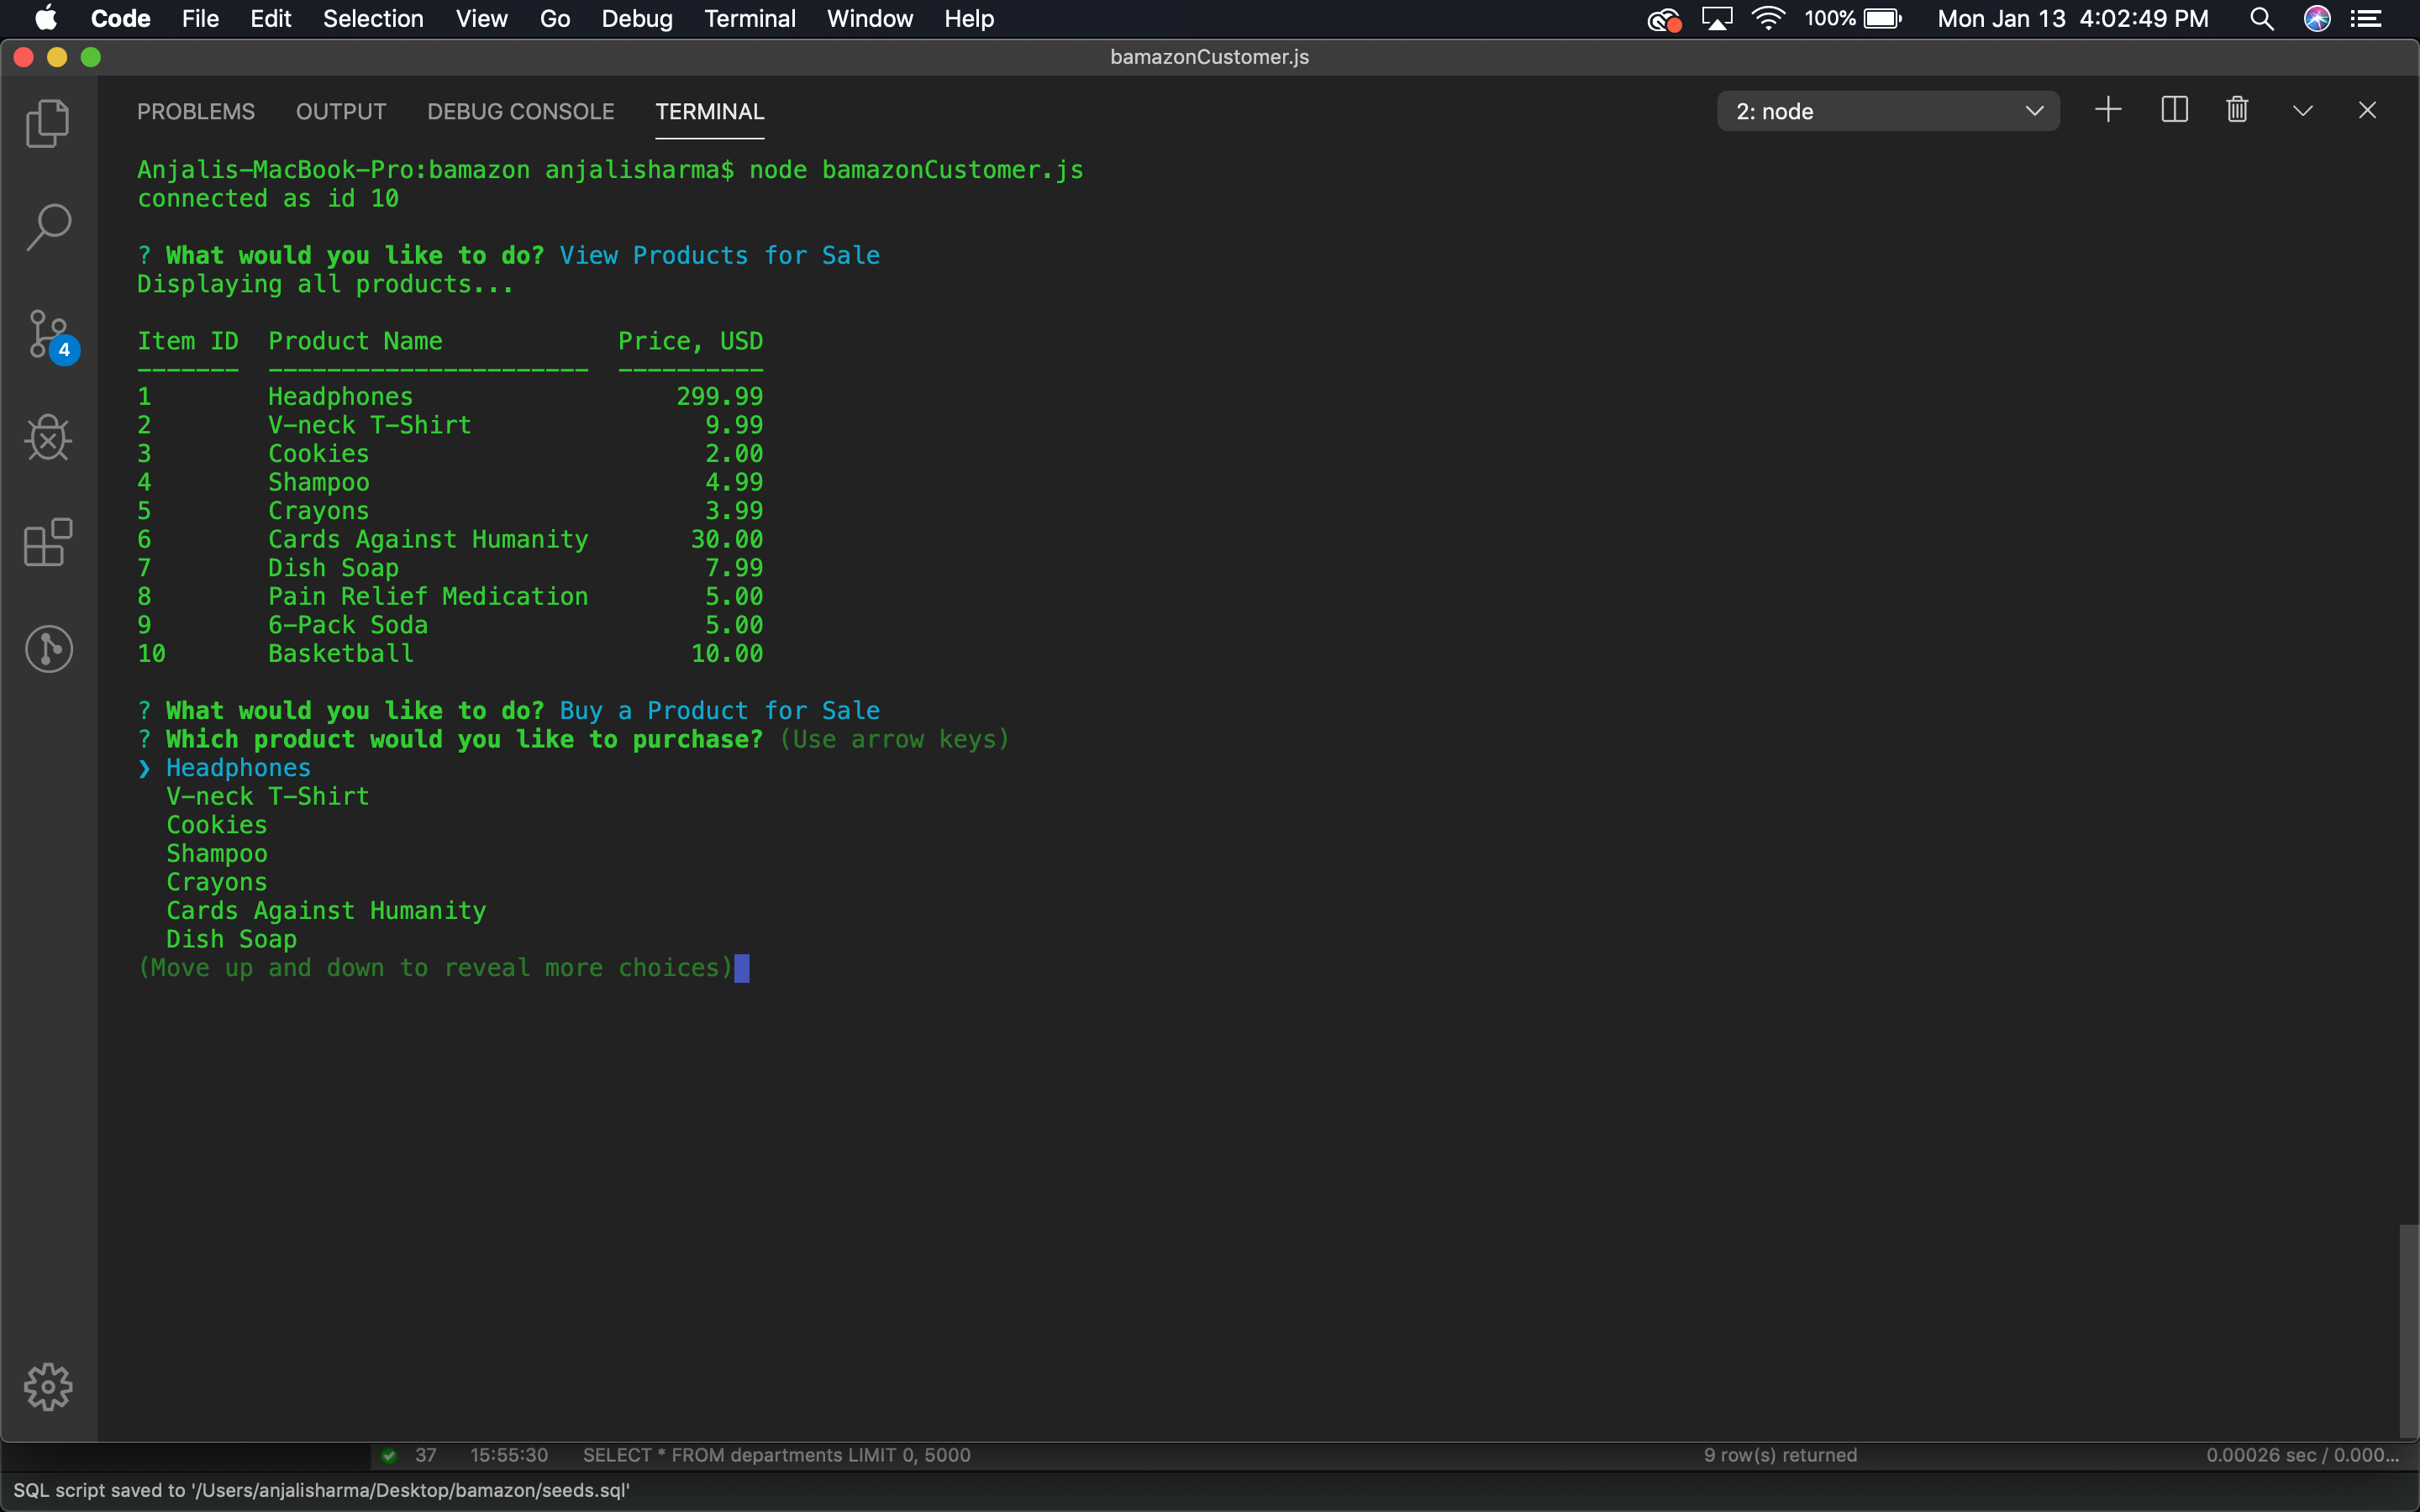 Code File Edit Selection View Go Debug Terminal Window Help 100% Mon Jan 13 4:02:49 PM
bamazonCustomer.js
PROBLEMS OUTPUT DEBUG CONSOLE TERMINAL 2: node
Anjalis-MacBook-Pro:bamazon anjalisharma$ node bamazonCustomer.js
connected as id 10
? What would you like to do? View Products for Sale
Displaying all products...
Item ID Product Name Price, USD
------- ---------------------- ----------
1 Headphones 299.99
2 V-neck T-Shirt 9.99
3 Cookies 2.00
4 Shampoo 4.99
5 Crayons 3.99
6 Cards Against Humanity 30.00
7 Dish Soap 7.99
8 Pain Relief Medication 5.00
9 6-Pack Soda 5.00
10 Basketball 10.00
? What would you like to do? Buy a Product for Sale
? Which product would you like to purchase? (Use arrow keys)
❯ Headphones
V-neck T-Shirt
Cookies
Shampoo
Crayons
Cards Against Humanity
Dish Soap
(Move up and down to reveal more choices)
4
37 15:55:30 SELECT * FROM departments LIMIT 0, 5000 9 row(s) returned 0.00026 sec / 0.000...
SQL script saved to '/Users/anjalisharma/Desktop/bamazon/seeds.sql'